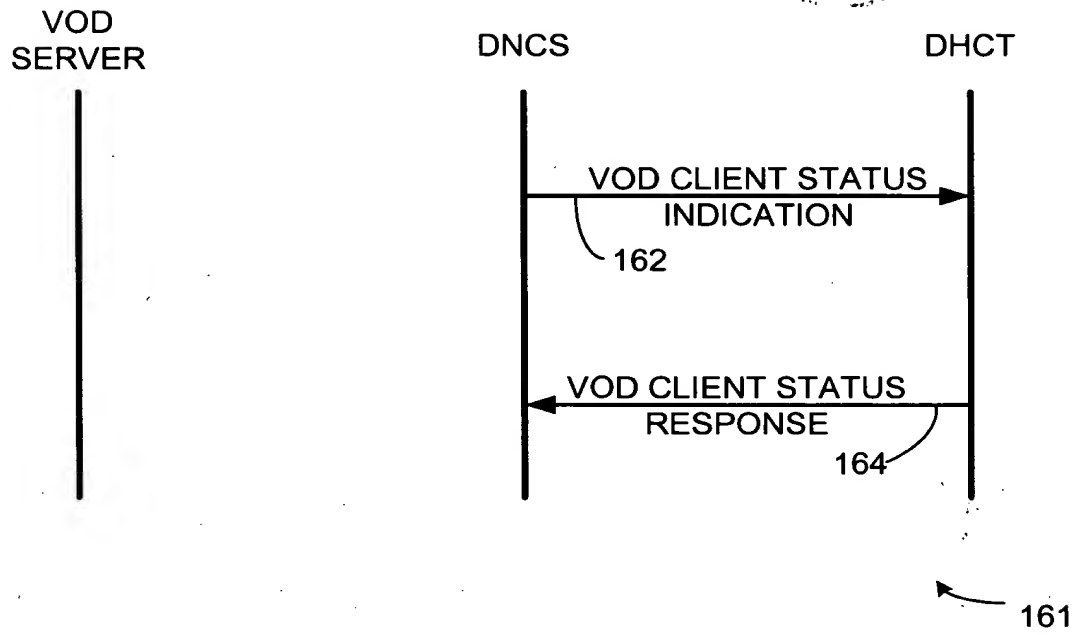 VOD
SERVER
DNCS
DHCT
VOD CLIENT STATUS
INDICATION
162
VOD CLIENT STATUS
RESPONSE
164
161